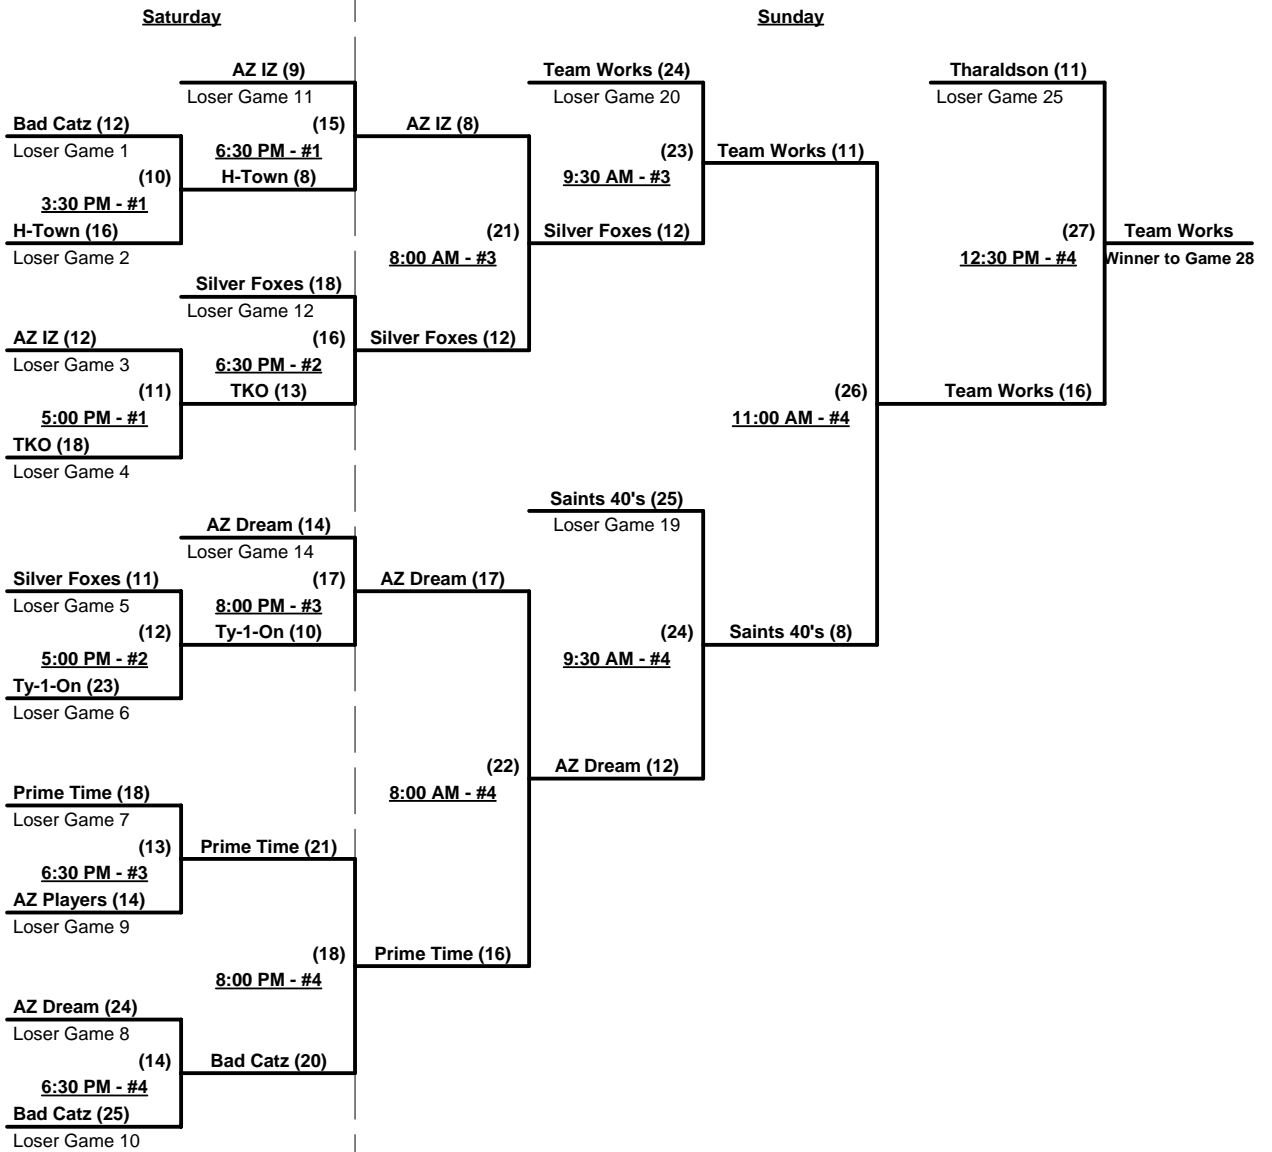 Saturday
Sunday
AZ IZ (9)
Team Works (24)
Tharaldson (11)
Loser Game 11
Loser Game 20
Loser Game 25
Bad Catz (12)
(15)
AZ IZ (8)
Loser Game 1
6:30 PM - #1
(23)
Team Works (11)
(10)
H-Town (8)
9:30 AM - #3
3:30 PM - #1
H-Town (16)
(21)
Silver Foxes (12)
(27)
Team Works
Loser Game 2
8:00 AM - #3
12:30 PM - #4
Winner to Game 28
Silver Foxes (18)
Loser Game 12
AZ IZ (12)
(16)
Silver Foxes (12)
Loser Game 3
6:30 PM - #2
(11)
TKO (13)
(26)
Team Works (16)
5:00 PM - #1
11:00 AM - #4
TKO (18)
Loser Game 4
Saints 40's (25)
AZ Dream (14)
Loser Game 19
Loser Game 14
Silver Foxes (11)
(17)
AZ Dream (17)
Loser Game 5
8:00 PM - #3
(12)
Ty-1-On (10)
(24)
Saints 40's (8)
5:00 PM - #2
9:30 AM - #4
Ty-1-On (23)
Loser Game 6
(22)
AZ Dream (12)
Prime Time (18)
8:00 AM - #4
Loser Game 7
(13)
Prime Time (21)
6:30 PM - #3
AZ Players (14)
Loser Game 9
(18)
Prime Time (16)
8:00 PM - #4
AZ Dream (24)
Loser Game 8
(14)
Bad Catz (20)
6:30 PM - #4
Bad Catz (25)
Loser Game 10